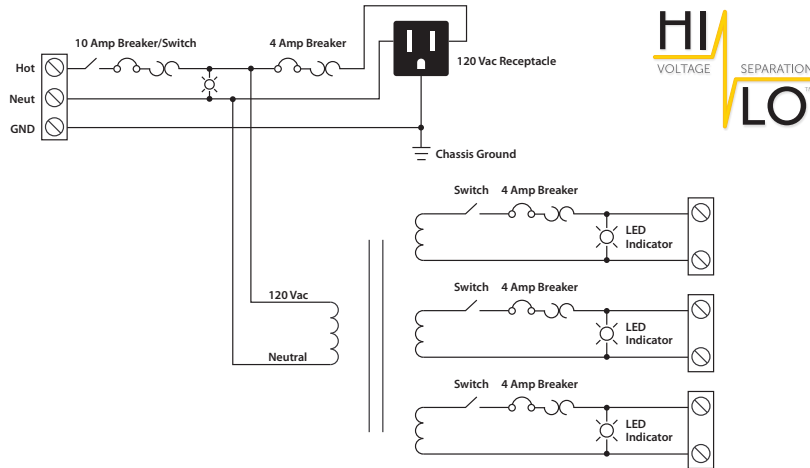 10 Amp Breaker/Switch
4 Amp Breaker
Hot
Neut
GND
120 Vac Receptacle
Chassis Ground
HI
VOLTAGE SEPARATION
LO™
Switch 4 Amp Breaker
LED
Indicator
120 Vac
Neutral
Switch 4 Amp Breaker
LED
Indicator
Switch 4 Amp Breaker
LED
Indicator